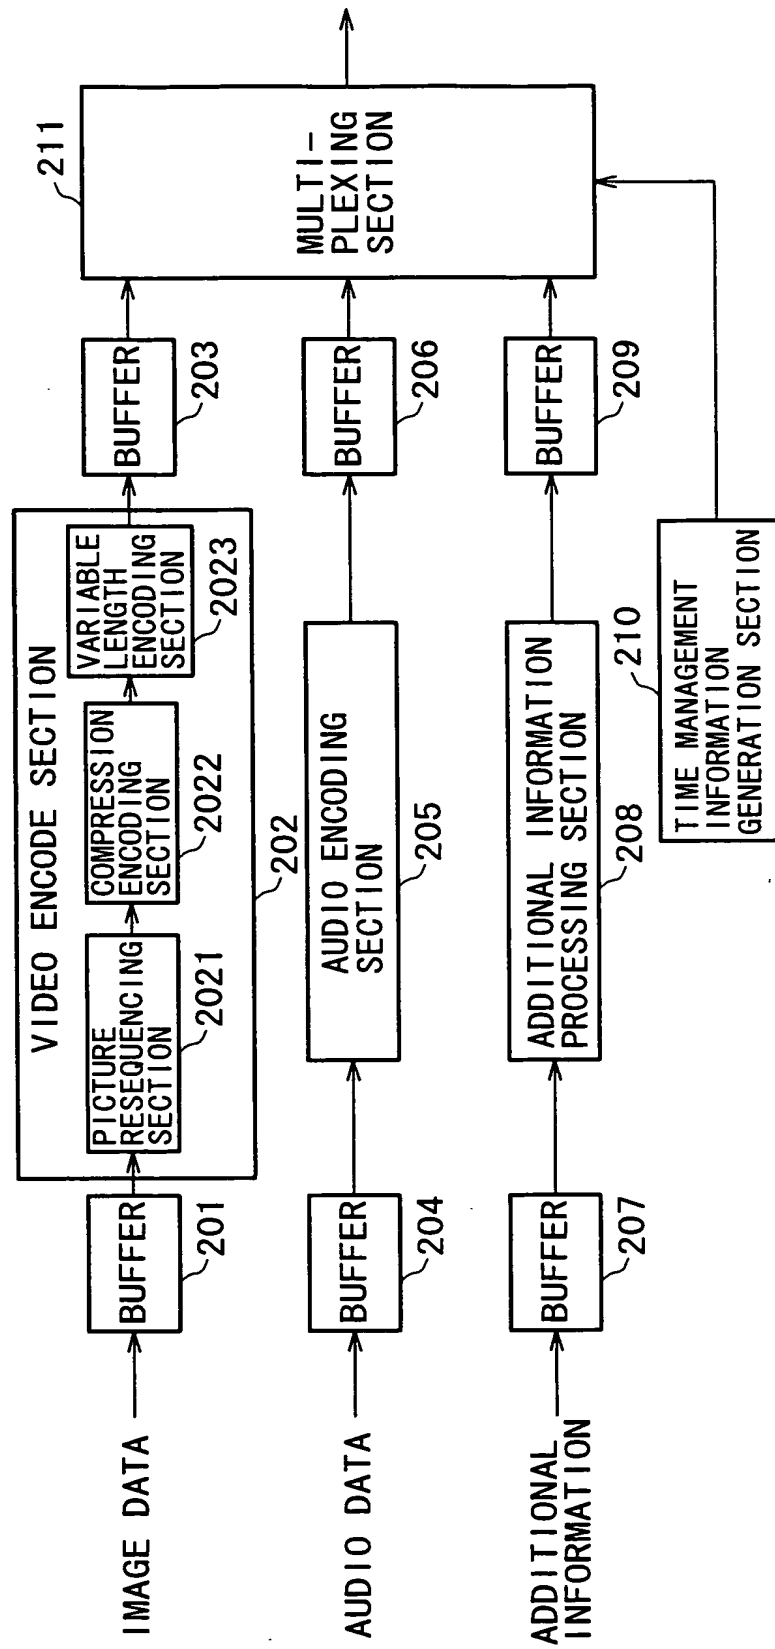 IMAGE DATA
BUFFER
201
VIDEO ENCODE SECTION
PICTURE
RESEQUENCING
SECTION
2021
COMPRESSION
ENCODING
SECTION
2022
VARIABLE
LENGTH
ENCODING
SECTION
2023
202
BUFFER
203
AUDIO DATA
BUFFER
204
AUDIO ENCODING
SECTION
205
BUFFER
206
ADDITIONAL
INFORMATION
BUFFER
207
ADDITIONAL INFORMATION
PROCESSING SECTION
208
BUFFER
209
210
TIME MANAGEMENT
INFORMATION
GENERATION SECTION
211
MULTI-
PLEXING
SECTION